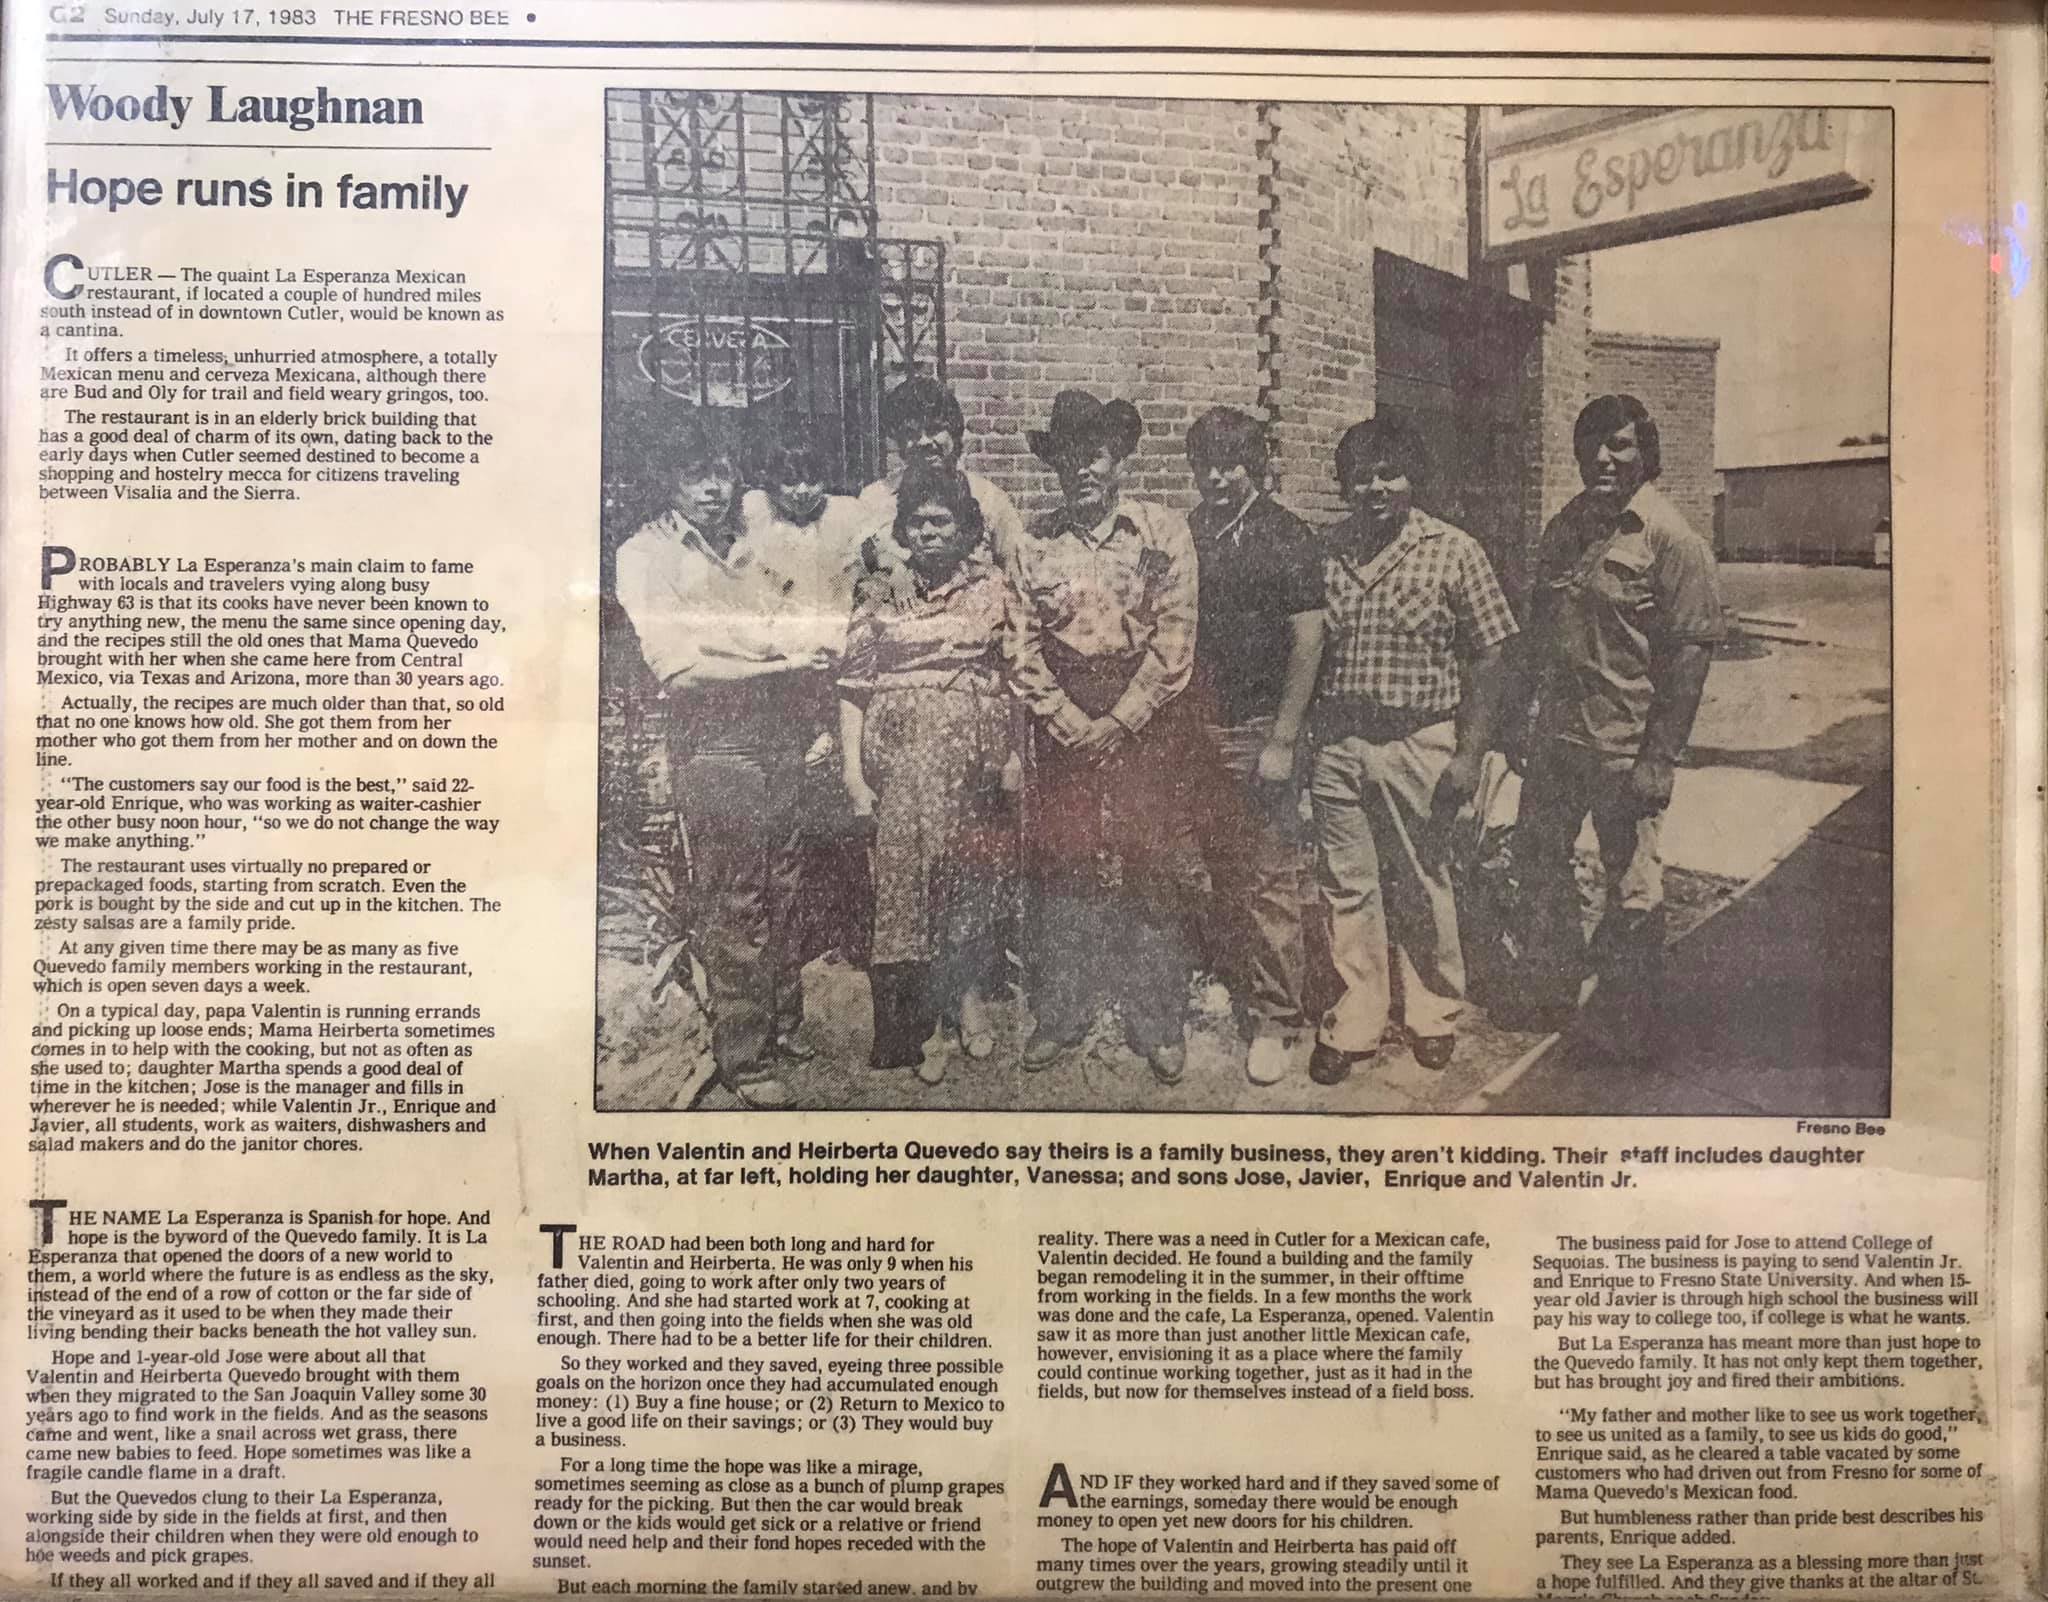 C2 Sunday, July 17, 1983 THE FRESNO BEE •
Woody Laughnan
Hope runs in family
CUTLER — The quaint La Esperanza Mexican
restaurant, if located a couple of hundred miles
south instead of in downtown Cutler, would be known as
a cantina.
It offers a timeless, unhurried atmosphere, a totally
Mexican menu and cerveza Mexicana, although there
are Bud and Oly for trail and field weary gringos, too.
The restaurant is in an elderly brick building that
has a good deal of charm of its own, dating back to the
early days when Cutler seemed destined to become a
shopping and hostelry mecca for citizens traveling
between Visalia and the Sierra.
PROBABLY La Esperanza's main claim to fame
with locals and travelers vying along busy
Highway 63 is that its cooks have never been known to
try anything new, the menu the same since opening day,
and the recipes still the old ones that Mama Quevedo
brought with her when she came here from Central
Mexico, via Texas and Arizona, more than 30 years ago.
Actually, the recipes are much older than that, so old
that no one knows how old. She got them from her
mother who got them from her mother and on down the
line.
"The customers say our food is the best," said 22-
year-old Enrique, who was working as waiter-cashier
the other busy noon hour, "so we do not change the way
we make anything."
The restaurant uses virtually no prepared or
prepackaged foods, starting from scratch. Even the
pork is bought by the side and cut up in the kitchen. The
zesty salsas are a family pride.
At any given time there may be as many as five
Quevedo family members working in the restaurant,
which is open seven days a week.
On a typical day, papa Valentin is running errands
and picking up loose ends; Mama Heirberta sometimes
comes in to help with the cooking, but not as often as
she used to; daughter Martha spends a good deal of
time in the kitchen; Jose is the manager and fills in
wherever he is needed; while Valentin Jr., Enrique and
Javier, all students, work as waiters, dishwashers and
salad makers and do the janitor chores.
THE NAME La Esperanza is Spanish for hope. And
hope is the byword of the Quevedo family. It is La
Esperanza that opened the doors of a new world to
them, a world where the future is as endless as the sky,
instead of the end of a row of cotton or the far side of
the vineyard as it used to be when they made their
living bending their backs beneath the hot valley sun.
Hope and 1-year-old Jose were about all that
Valentin and Heirberta Quevedo brought with them
when they migrated to the San Joaquin Valley some 30
years ago to find work in the fields. And as the seasons
came and went, like a snail across wet grass, there
came new babies to feed. Hope sometimes was like a
fragile candle flame in a draft.
But the Quevedos clung to their La Esperanza,
working side by side in the fields at first, and then
alongside their children when they were old enough to
hoe weeds and pick grapes.
If they all worked and if they all saved and if they all
CERVEZA
La Esperanza
Fresno Bee
When Valentin and Heirberta Quevedo say theirs is a family business, they aren't kidding. Their staff includes daughter
Martha, at far left, holding her daughter, Vanessa; and sons Jose, Javier, Enrique and Valentin Jr.
THE ROAD had been both long and hard for
Valentin and Heirberta. He was only 9 when his
father died, going to work after only two years of
schooling. And she had started work at 7, cooking at
first, and then going into the fields when she was old
enough. There had to be a better life for their children.
So they worked and they saved, eyeing three possible
goals on the horizon once they had accumulated enough
money: (1) Buy a fine house; or (2) Return to Mexico to
live a good life on their savings; or (3) They would buy
a business.
For a long time the hope was like a mirage,
sometimes seeming as close as a bunch of plump grapes
ready for the picking. But then the car would break
down or the kids would get sick or a relative or friend
would need help and their fond hopes receded with the
sunset.
But each morning the family started anew, and by
reality. There was a need in Cutler for a Mexican cafe,
Valentin decided. He found a building and the family
began remodeling it in the summer, in their offtime
from working in the fields. In a few months the work
was done and the cafe, La Esperanza, opened. Valentin
saw it as more than just another little Mexican cafe,
however, envisioning it as a place where the family
could continue working together, just as it had in the
fields, but now for themselves instead of a field boss.
AND IF they worked hard and if they saved some of
the earnings, someday there would be enough
money to open yet new doors for his children.
The hope of Valentin and Heirberta has paid off
many times over the years, growing steadily until it
outgrew the building and moved into the present one
The business paid for Jose to attend College of
Sequoias. The business is paying to send Valentin Jr.
and Enrique to Fresno State University. And when 15-
year old Javier is through high school the business will
pay his way to college too, if college is what he wants.
But La Esperanza has meant more than just hope to
the Quevedo family. It has not only kept them together,
but has brought joy and fired their ambitions.
"My father and mother like to see us work together,
to see us united as a family, to see us kids do good,"
Enrique said, as he cleared a table vacated by some
customers who had driven out from Fresno for some of
Mama Quevedo's Mexican food.
But humbleness rather than pride best describes his
parents, Enrique added.
They see La Esperanza as a blessing more than just
a hope fulfilled. And they give thanks at the altar of St.